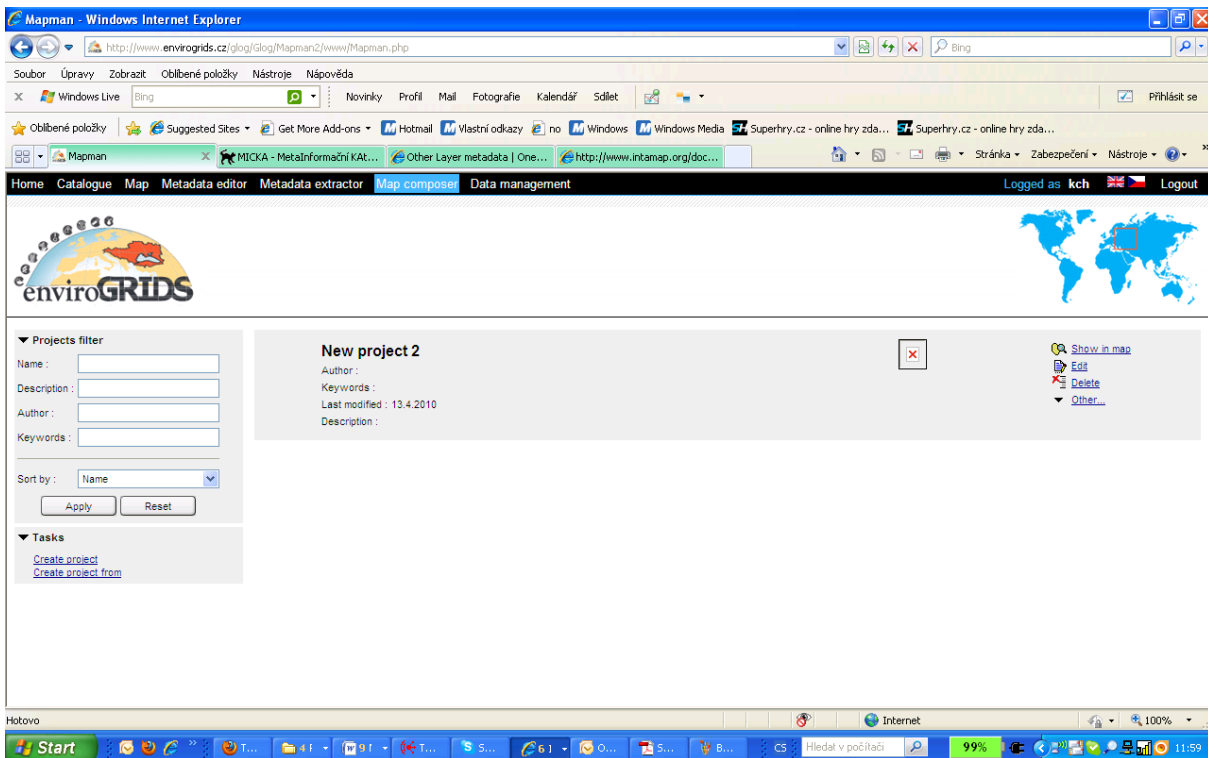 Mapman - Windows Internet Explorer
http://www.envirogrids.cz/glog/Glog/Mapman2/www/Mapman.php
Bing
Soubor Úpravy Zobrazit Oblíbené položky Nástroje Nápověda
x Windows Live Bing Novinky Profil Mail Fotografie Kalendář Sdílet Přihlásit se
Oblíbené položky Suggested Sites Get More Add-ons Hotmail Vlastní odkazy no Windows Windows Media Superhry.cz - online hry zda... Superhry.cz - online hry zda...
Mapman MICKA - MetaInformační KAt... Other Layer metadata | One... http://www.intamap.org/doc... Stránka Zabezpečení Nástroje
Home Catalogue Map Metadata editor Metadata extractor Map composer Data management Logged as kch Logout
enviroGRIDS
Projects filter
Name :
Description :
Author :
Keywords :
Sort by : Name
Apply Reset
Tasks
Create project
Create project from
New project 2
Author :
Keywords :
Last modified : 13.4.2010
Description :
Show in map
Edit
Delete
Other...
Hotovo Internet 100%
Start T... 4 F 9 T T... S... 6 I O... S... B... CS Hledat v počítači 99% 11:59